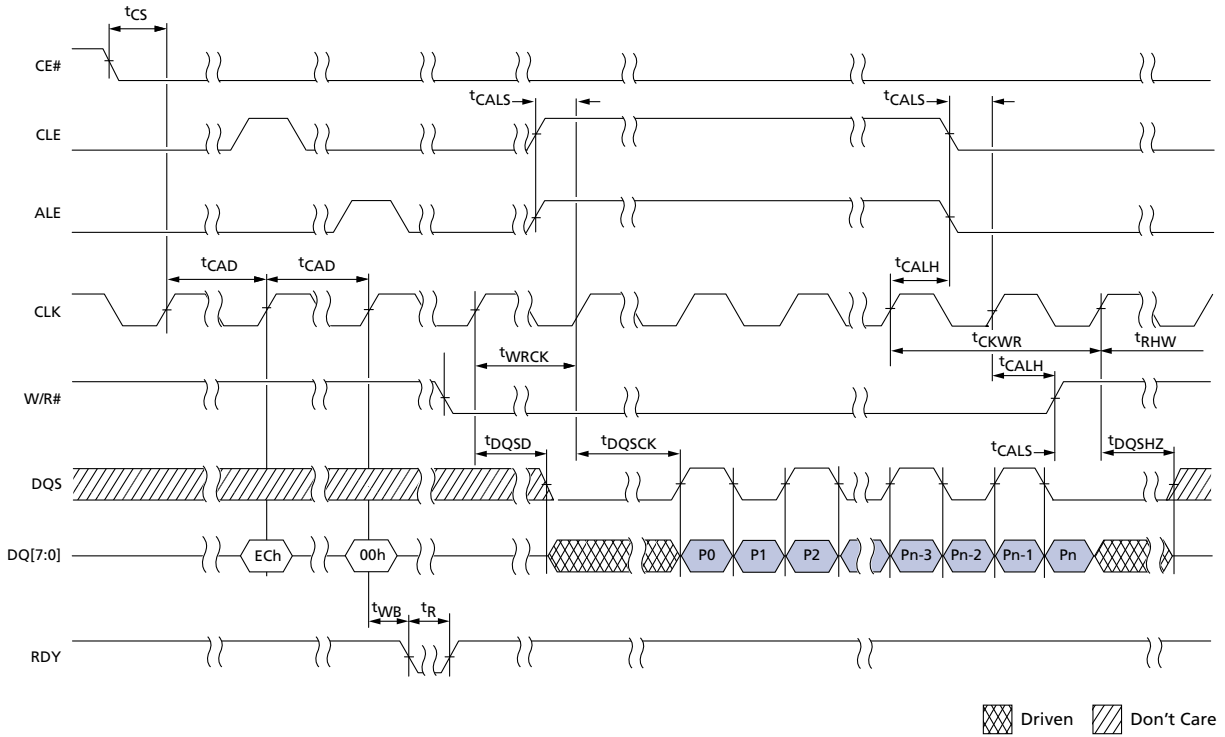 tCS
CE#
tCALS
tCALS
CLE
ALE
tCAD
tCAD
tCALH
CLK
tWRCK
tCKWR
tRHW
tCALH
W/R#
tDQSD
tDQSCK
tCALS
tDQSHZ
DQS
DQ[7:0]
ECh
00h
P0
P1
P2
Pn-3
Pn-2
Pn-1
Pn
tWB
tR
RDY
Driven
Don't Care